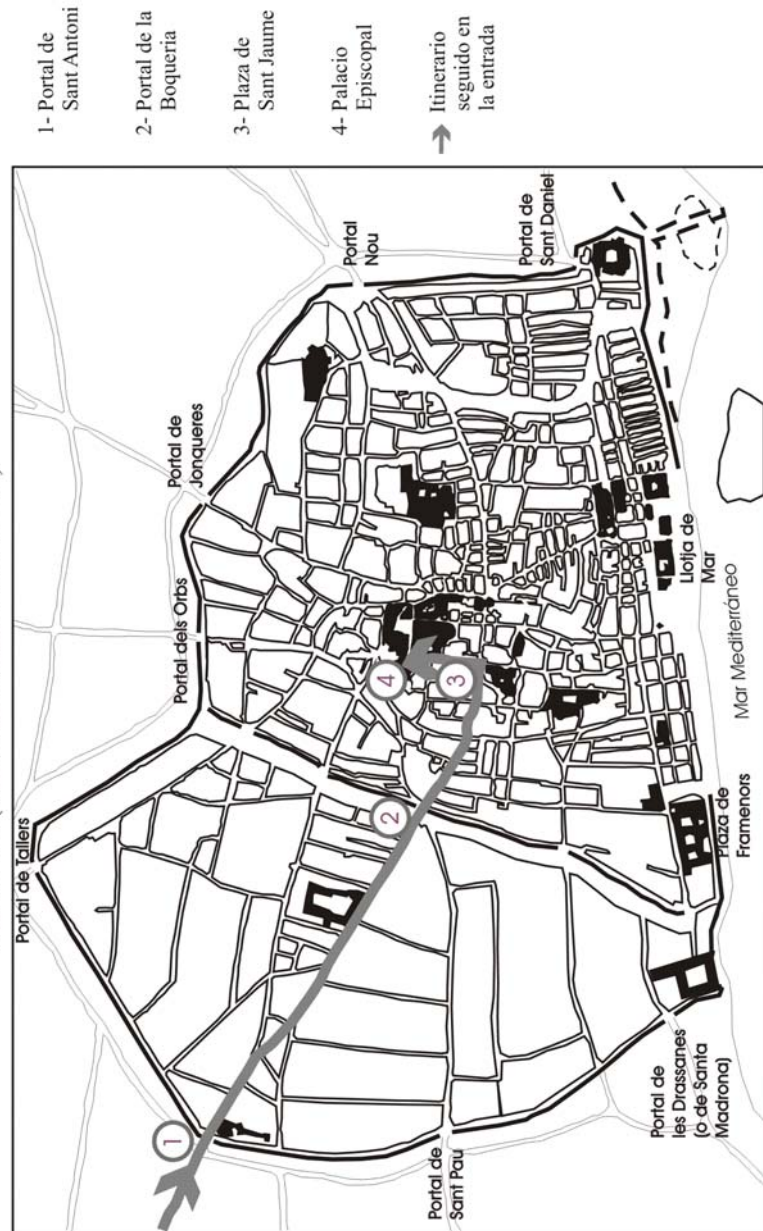 Portal de Tallers
Portal dels Orbs
Portal de
Jonqueres
Portal
Nou
Portal de
Sant Daniel
1
2
3
4
Portal de
Sant Pau
Portal de
les Drassanes
(o de Santa
Madrona)
Plaza de
Framenors
Mar Mediterráneo
Llotja de
Mar
1- Portal de
Sant Antoni
2- Portal de la
Boqueria
3- Plaza de
Sant Jaume
4- Palacio
Episcopal
Itinerario
seguido en
la entrada